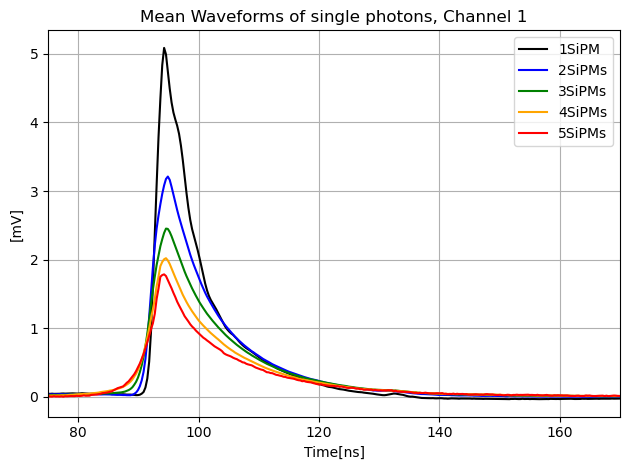 Mean Waveforms of single photons, Channel 1
5
4
3
2
1
0
[mV]
1SiPM
2SiPMs
3SiPMs
4SiPMs
5SiPMs
80 100 120 140 160
Time[ns]